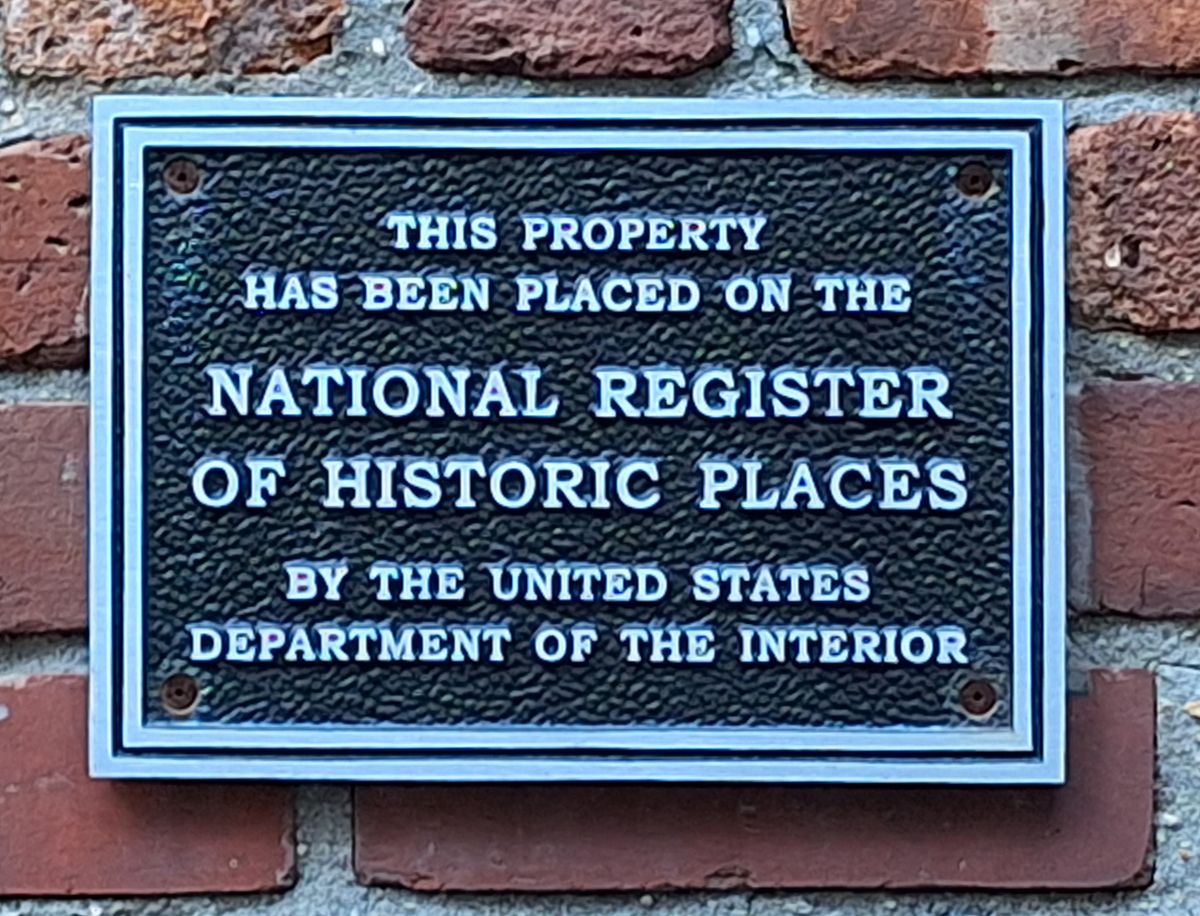 THIS PROPERTY
HAS BEEN PLACED ON THE
NATIONAL REGISTER
OF HISTORIC PLACES
BY THE UNITED STATES
DEPARTMENT OF THE INTERIOR